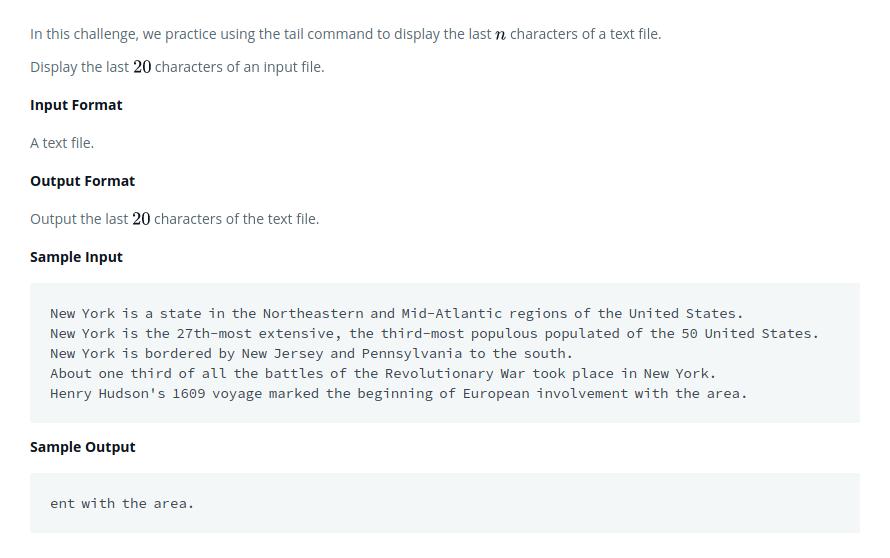 In this challenge, we practice using the tail command to display the last n characters of a text file.
Display the last 20 characters of an input file.
Input Format
A text file.
Output Format
Output the last 20 characters of the text file.
Sample Input
New York is a state in the Northeastern and Mid-Atlantic regions of the United States.
New York is the 27th-most extensive, the third-most populous populated of the 50 United States.
New York is bordered by New Jersey and Pennsylvania to the south.
About one third of all the battles of the Revolutionary War took place in New York.
Henry Hudson's 1609 voyage marked the beginning of European involvement with the area.
Sample Output
ent with the area.